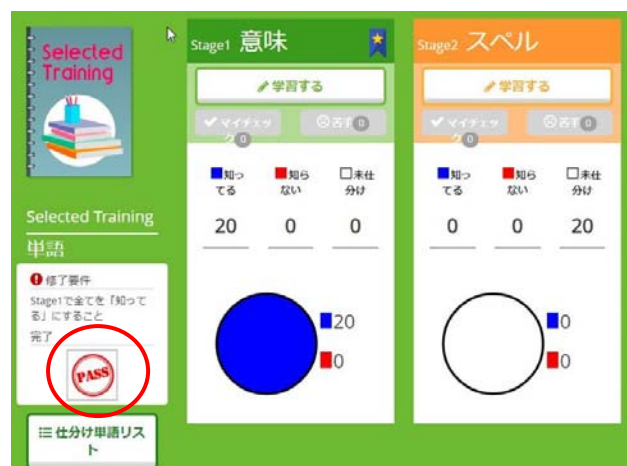 Selected
Training
Selected Training
単語
修了要件
Stage1で全てを「知って
る」にすること
完了
PASS
仕分け単語リス
ト
Stage1 意味
学習する
マイチェッ
ク 0
苦手 0
知っ
てる
知ら
ない
未仕
分け
20
0
0
20
0
Stage2 スペル
学習する
マイチェッ
ク 0
苦手 0
知っ
てる
知ら
ない
未仕
分け
0
0
20
0
0